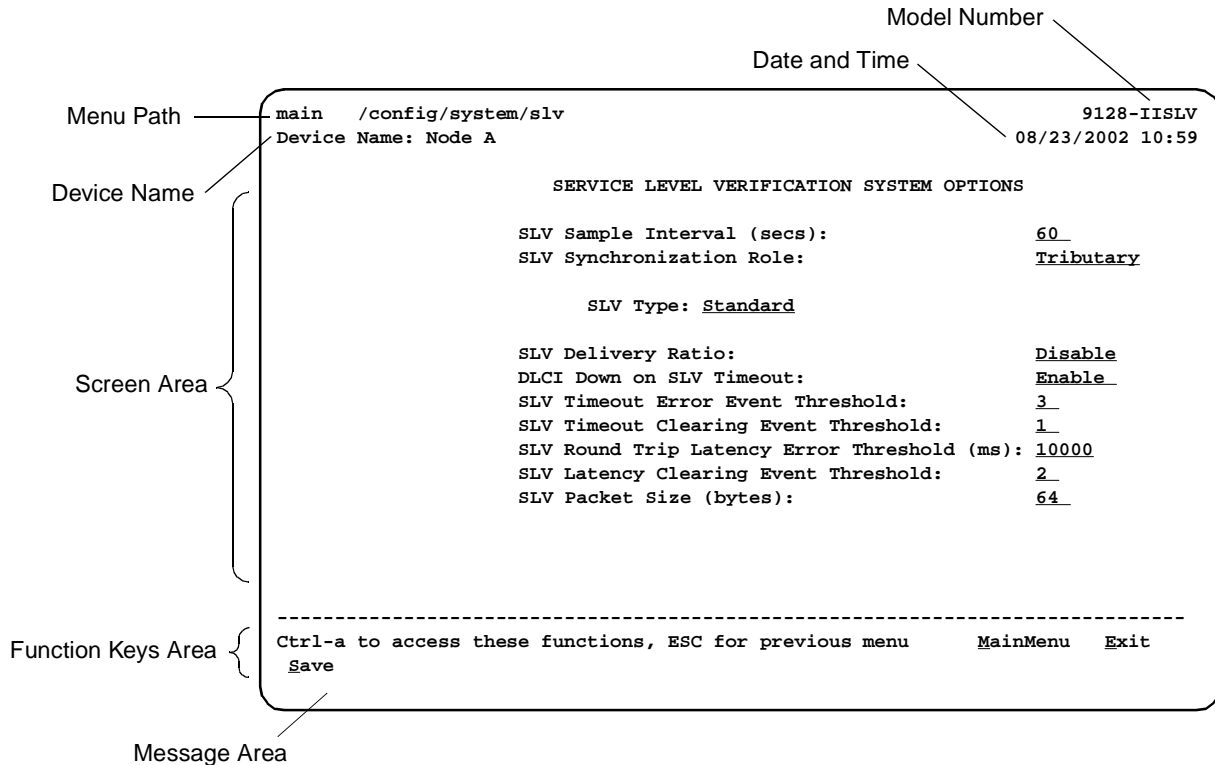 Model Number
Date and Time
Menu Path
main /config/system/slv 9128-IISLV
Device Name: Node A 08/23/2002 10:59
Device Name
SERVICE LEVEL VERIFICATION SYSTEM OPTIONS
SLV Sample Interval (secs): 60
SLV Synchronization Role: Tributary
SLV Type: Standard
SLV Delivery Ratio: Disable
DLCI Down on SLV Timeout: Enable
Screen Area
SLV Timeout Error Event Threshold: 3
SLV Timeout Clearing Event Threshold: 1
SLV Round Trip Latency Error Threshold (ms): 10000
SLV Latency Clearing Event Threshold: 2
SLV Packet Size (bytes): 64
Function Keys Area
Ctrl-a to access these functions, ESC for previous menu MainMenu Exit
Save
Message Area